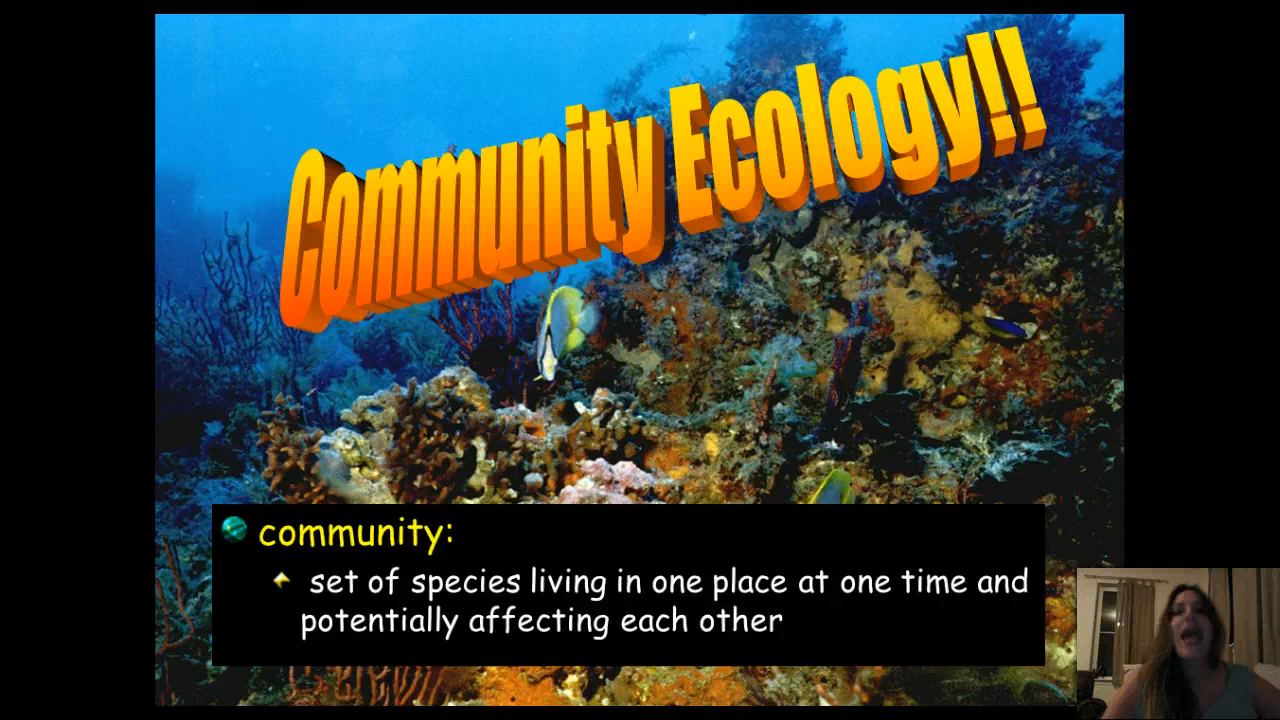 Community Ecology!!
community:
set of species living in one place at one time and
potentially affecting each other